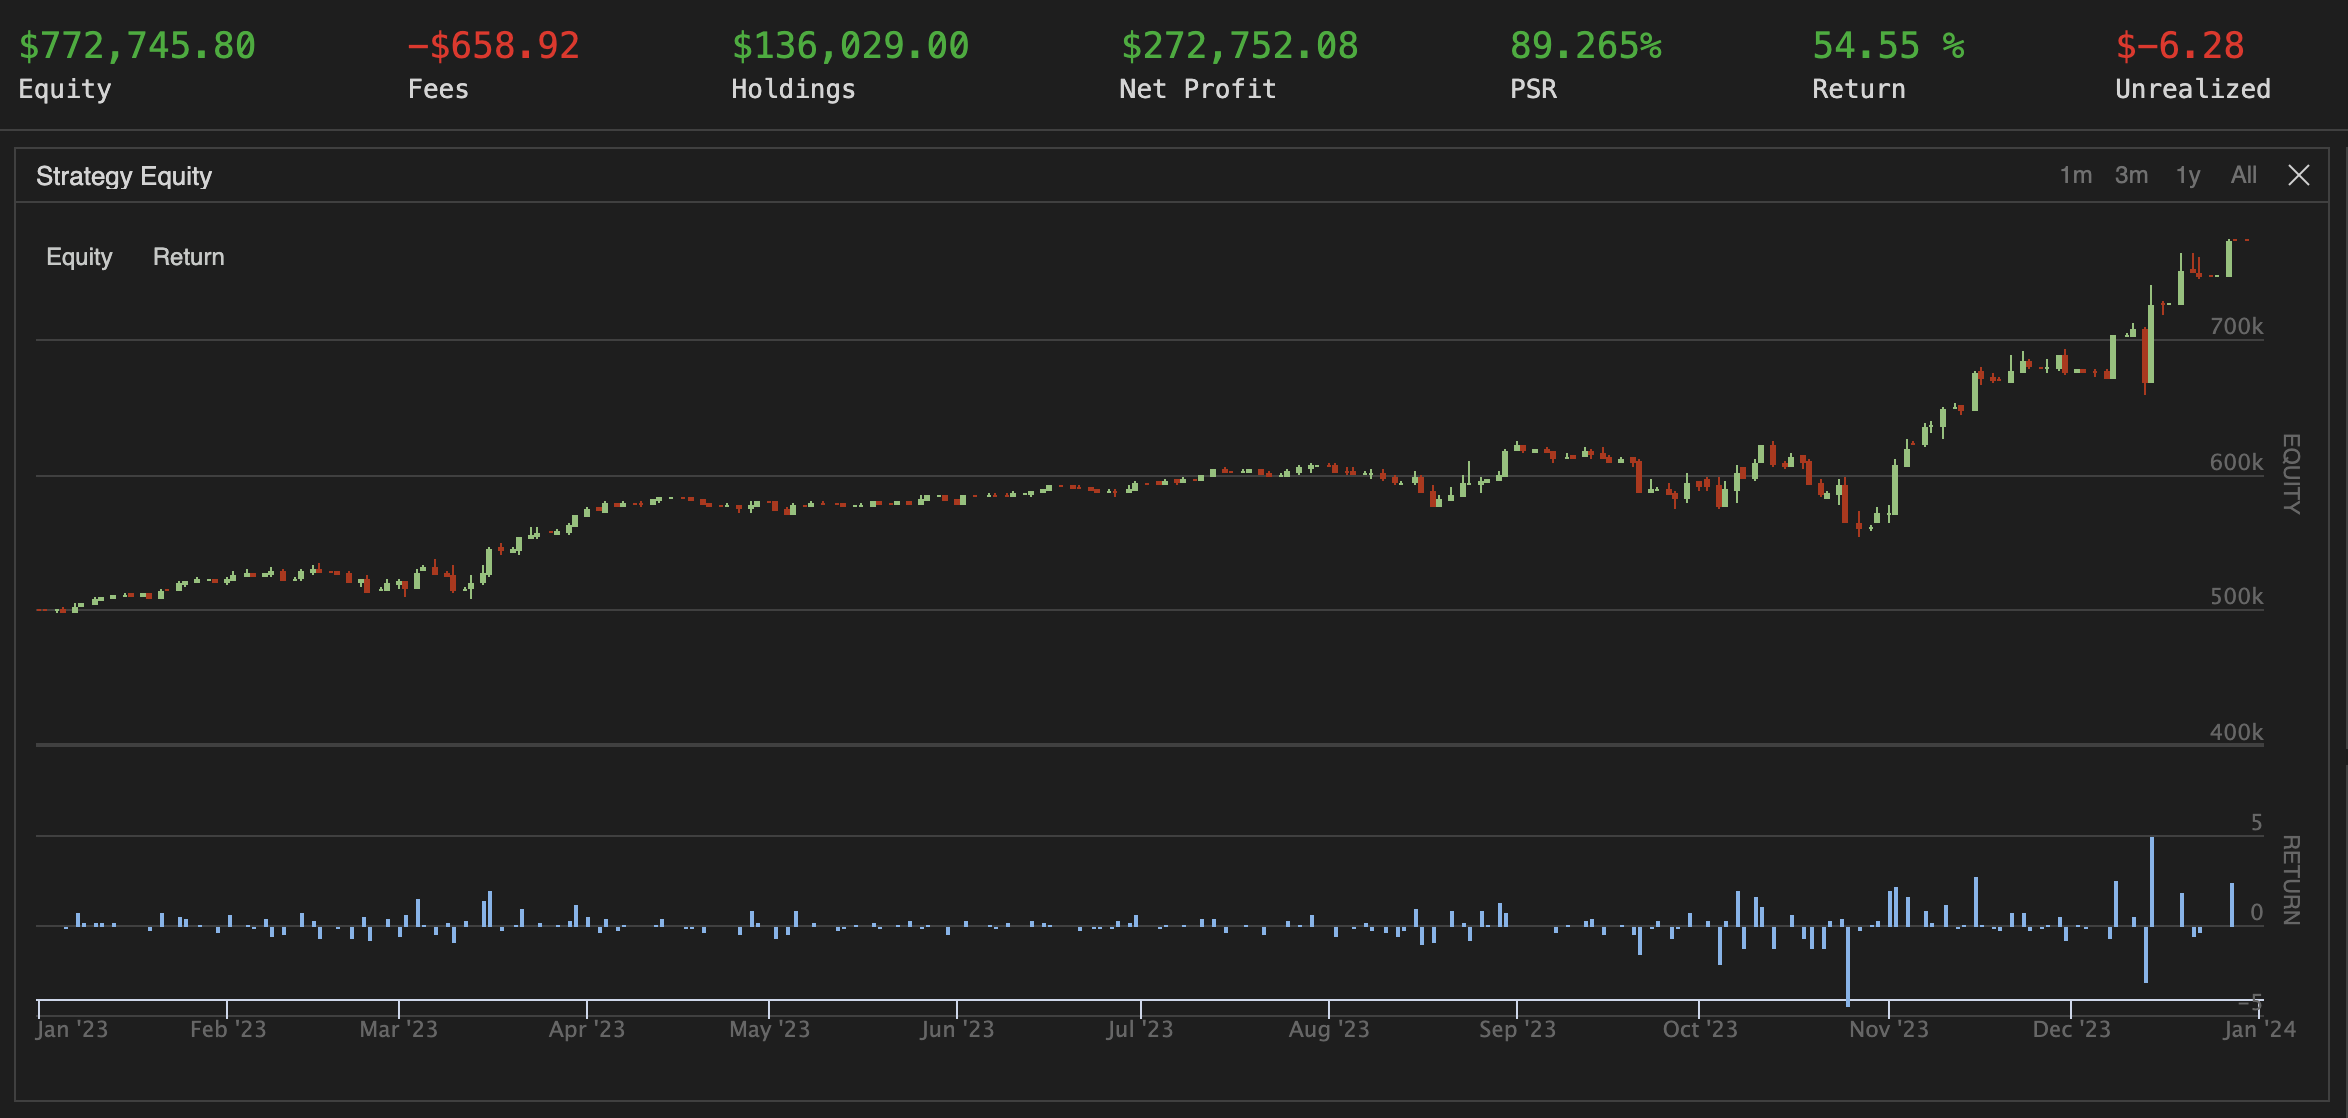 $772,745.80 −$658.92 $136,029.00 $272,752.08 89.265% 54.55 % $−6.28
Equity Fees Holdings Net Profit PSR Return Unrealized
Strategy Equity 1m 3m 1y All
Equity Return
700k
600k
500k
400k
EQUITY
5
0
−5
RETURN
Jan '23 Feb '23 Mar '23 Apr '23 May '23 Jun '23 Jul '23 Aug '23 Sep '23 Oct '23 Nov '23 Dec '23 Jan '24